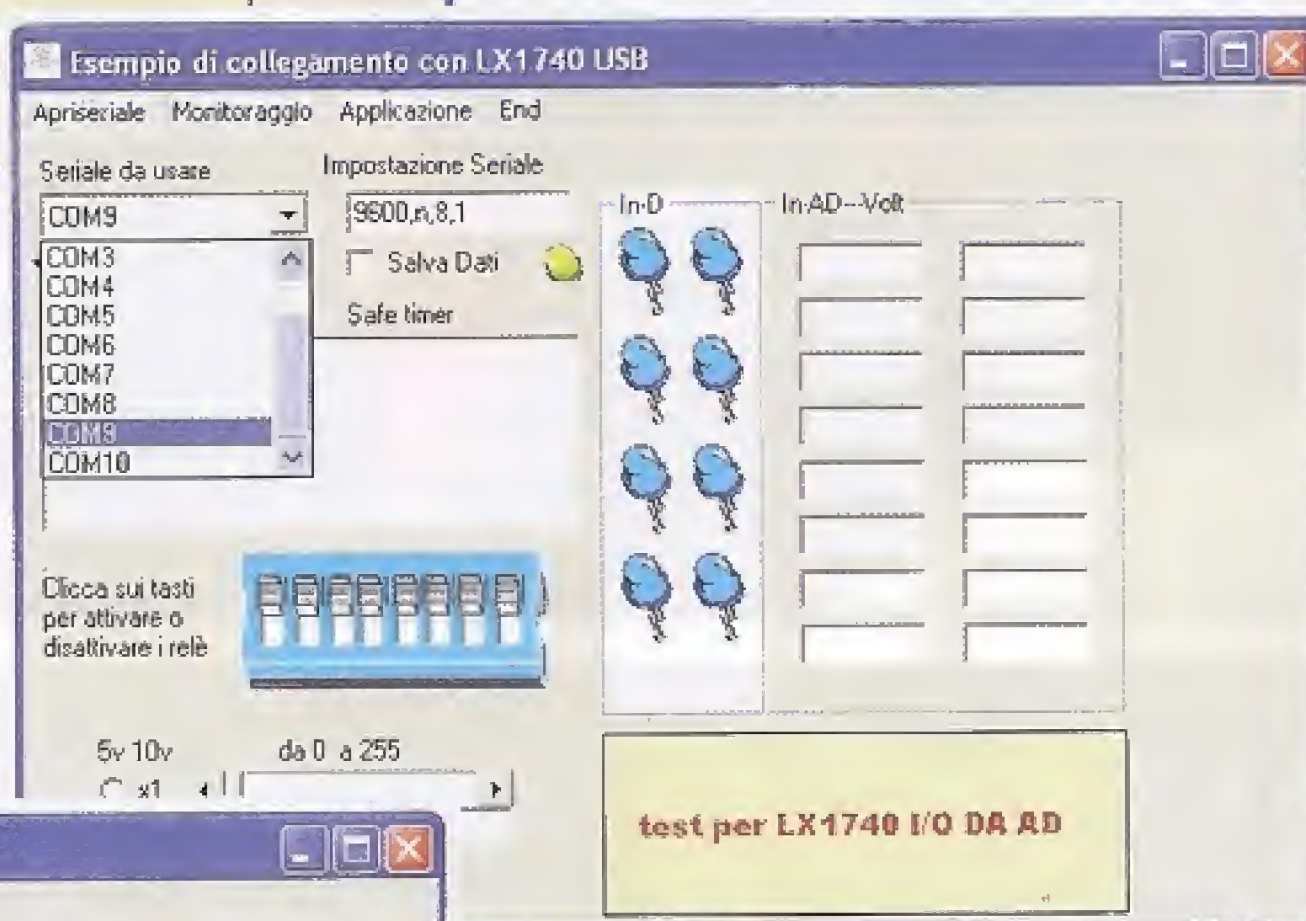 Esempio di collegamento con LX1740 USB
Apriseriale Monitoraggio Applicazione End
Seriale da usare
Impostazione Seriale
COM9
9600,n,8,1
COM3
COM4
COM5
COM6
COM7
COM8
COM9
COM10
Salva Dati
Safe timer
In-D
In-AD--Volt
Clicca sui tasti
per attivare o
disattivare i relè
5v 10v
da 0 a 255
x1
test per LX1740 I/O DA AD